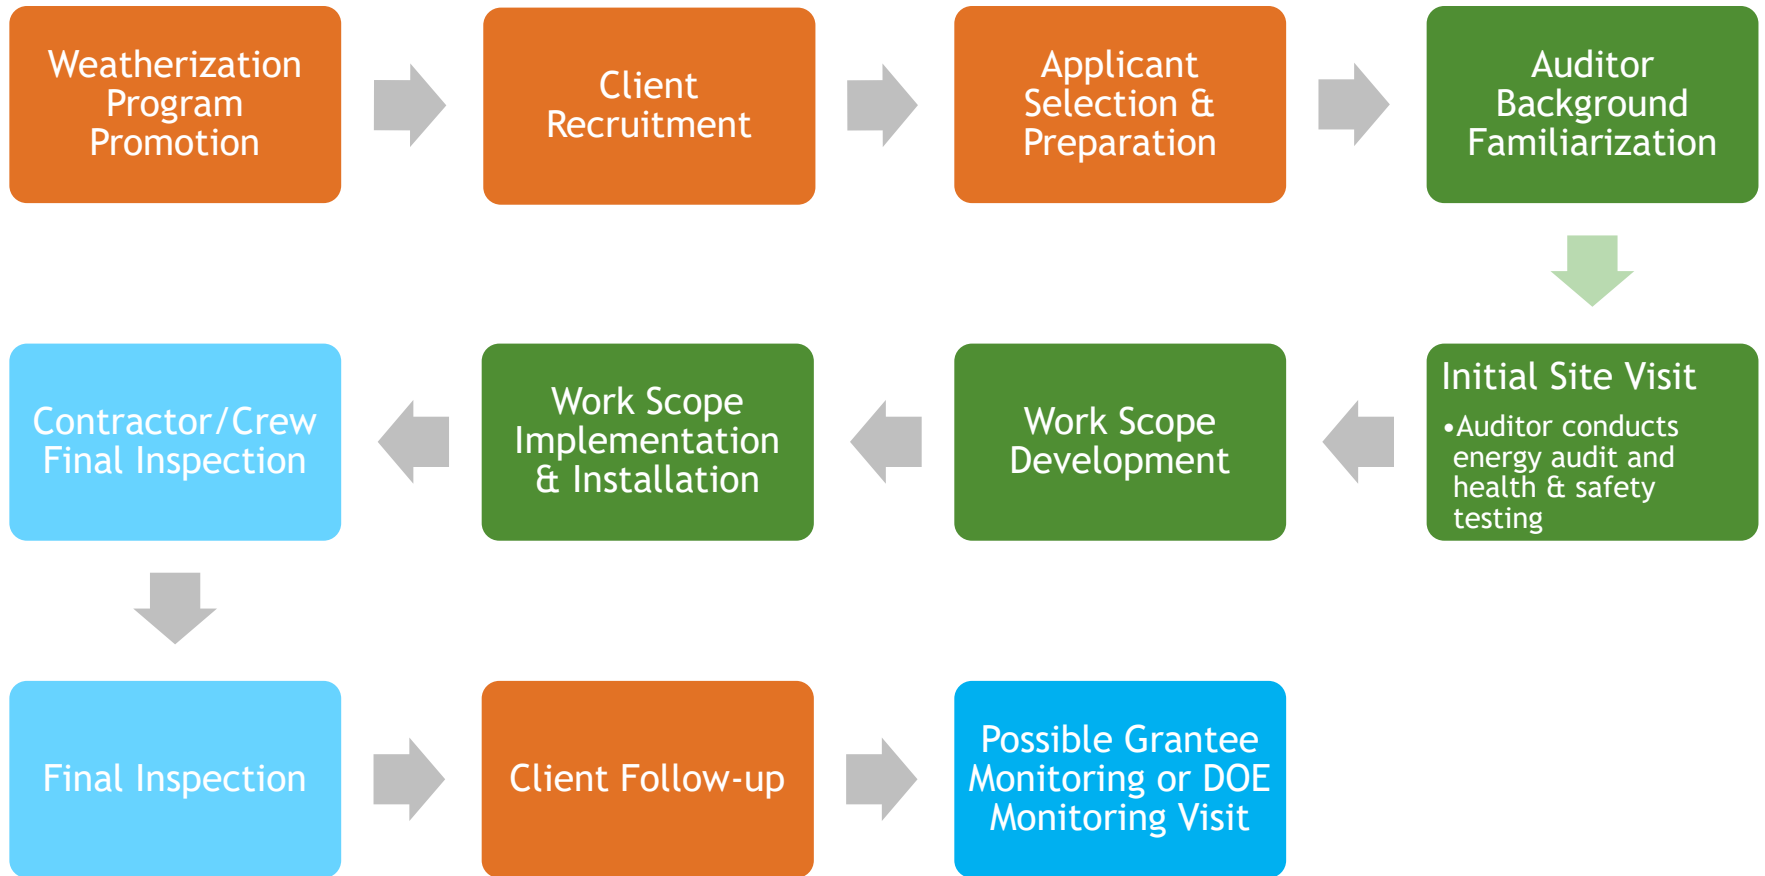 Weatherization
Program
Promotion
Client
Recruitment
Applicant
Selection &
Preparation
Auditor
Background
Familiarization
Initial Site Visit
•Auditor conducts
energy audit and
health & safety
testing
Work Scope
Development
Work Scope
Implementation
& Installation
Contractor/Crew
Final Inspection
Final Inspection
Client Follow-up
Possible Grantee
Monitoring or DOE
Monitoring Visit